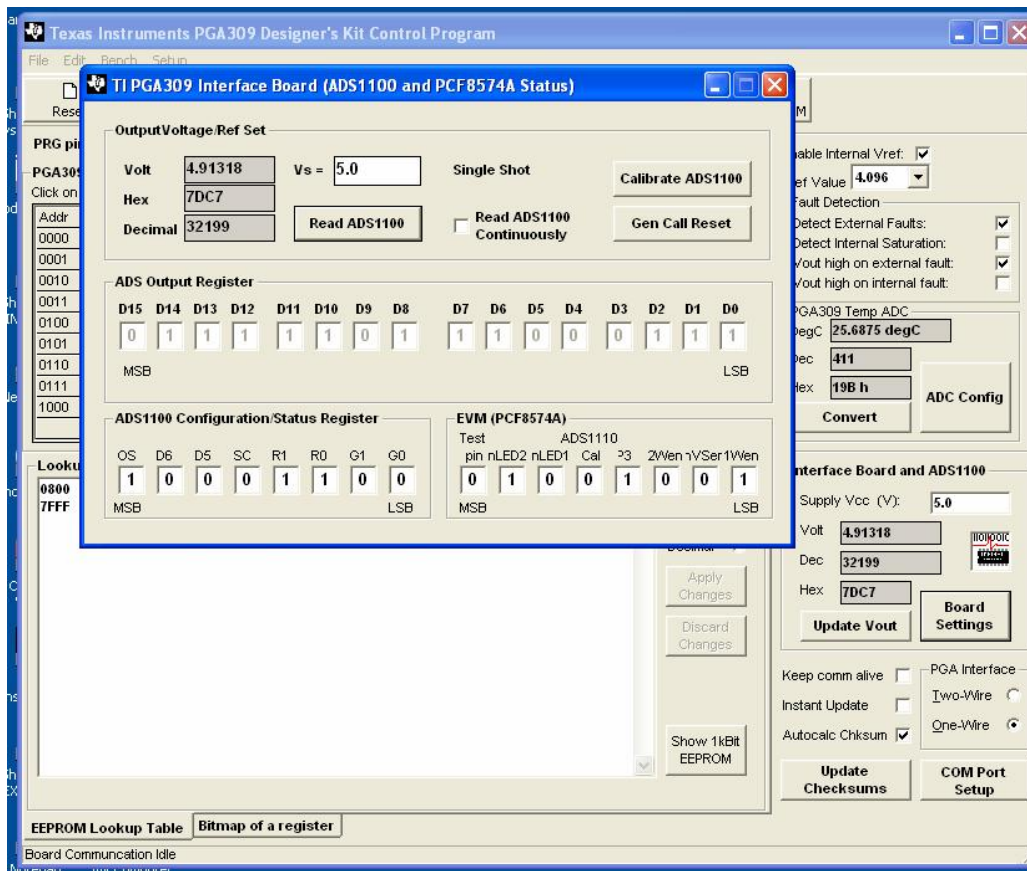 Texas Instruments PGA309 Designer's Kit Control Program
File Edit Bench Setup
TI PGA309 Interface Board (ADS1100 and PCF8574A Status)
OutputVoltage/Ref Set
Volt 4.91318 Vs = 5.0 Single Shot Calibrate ADS1100
Hex 7DC7
Decimal 32199 Read ADS1100 Read ADS1100 Continuously Gen Call Reset
ADS Output Register
D15 D14 D13 D12 D11 D10 D9 D8 D7 D6 D5 D4 D3 D2 D1 D0
0 1 1 1 1 1 0 1 1 1 0 0 0 1 1 1
MSB LSB
ADS1100 Configuration/Status Register
OS D6 D5 SC R1 R0 G1 G0
1 0 0 0 1 1 0 0
MSB LSB
EVM (PCF8574A)
Test ADS1110
pin nLED2 nLED1 Cal P3 2Wen nVSer 1Wen
0 1 0 0 1 0 0 1
MSB LSB
PRG
PGA309
Click on
Addr
0000
0001
0010
0011
0100
0101
0110
0111
1000
0800
7FFF
Internal Vref:
Value 4.096
Fault Detection
Detect External Faults:
Detect Internal Saturation:
Vout high on external fault:
Vout high on internal fault:
PGA309 Temp ADC
DegC 25.6875 degC
Dec 411
Hex 19B h
Convert
ADC Config
Interface Board and ADS1100
Supply Vcc (V): 5.0
Volt 4.91318
Dec 32199
Hex 7DC7
Update Vout
Board Settings
Apply Changes
Discard Changes
Show 1kBit EEPROM
Keep comm alive
Instant Update
Autocalc Chksum
PGA Interface
Two-Wire
One-Wire
Update Checksums
COM Port Setup
EEPROM Lookup Table Bitmap of a register
Board Communcation Idle